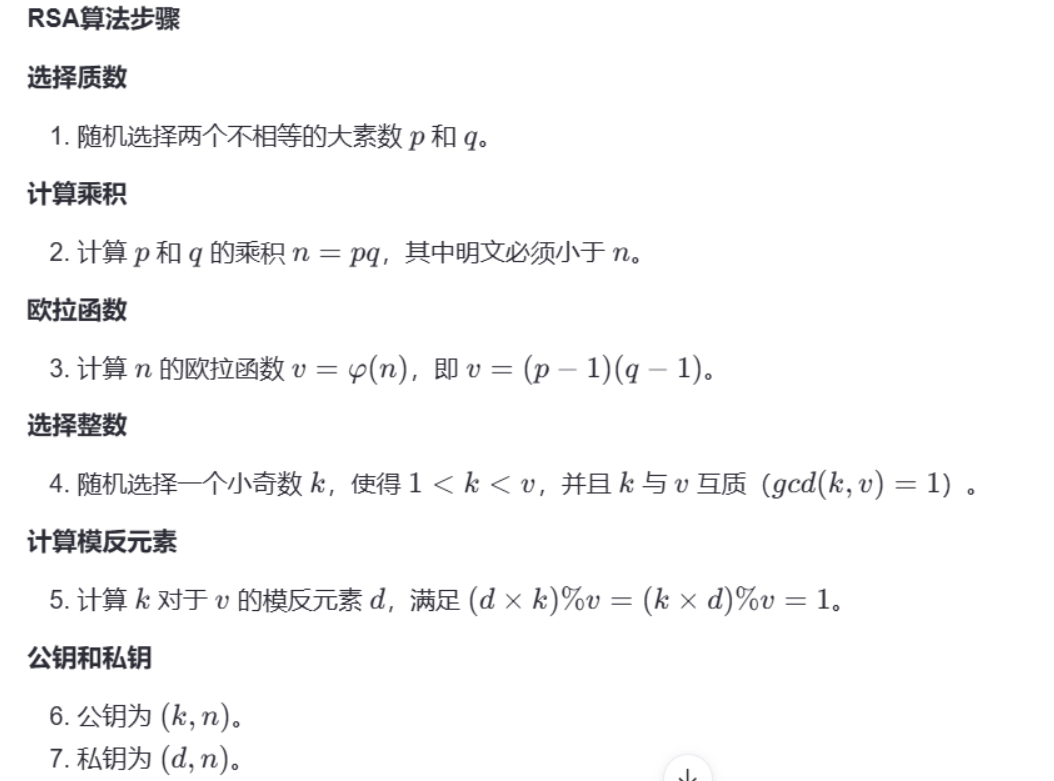 RSA算法步骤
选择质数
1. 随机选择两个不相等的大素数 p 和 q。
计算乘积
2. 计算 p 和 q 的乘积 n = pq，其中明文必须小于 n。
欧拉函数
3. 计算 n 的欧拉函数 v = φ(n)，即 v = (p − 1)(q − 1)。
选择整数
4. 随机选择一个小奇数 k，使得 1 < k < v，并且 k 与 v 互质（gcd(k, v) = 1）。
计算模反元素
5. 计算 k 对于 v 的模反元素 d，满足 (d × k)%v = (k × d)%v = 1。
公钥和私钥
6. 公钥为 (k, n)。
7. 私钥为 (d, n)。